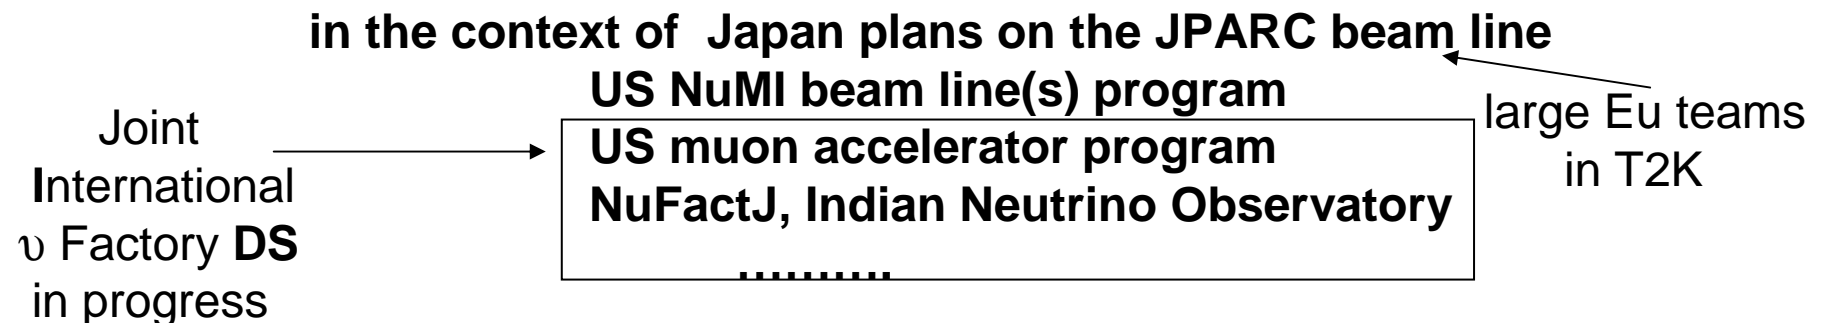 in the context of Japan plans on the JPARC beam line
US NuMI beam line(s) program
US muon accelerator program
NuFactJ, Indian Neutrino Observatory
..........
Joint
International
υ Factory DS
in progress
large Eu teams
in T2K